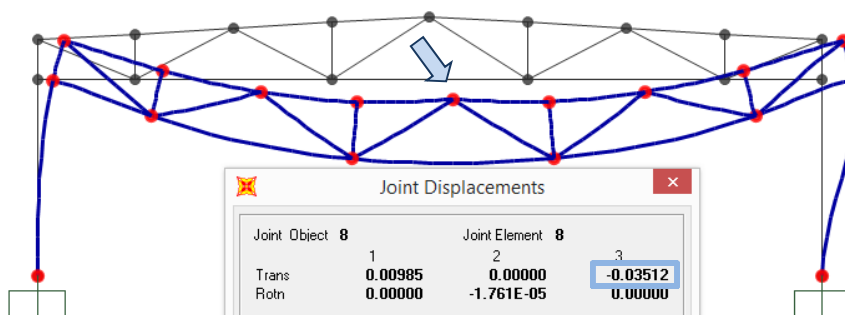 Joint Displacements
Joint Object 8 Joint Element 8
1 2 3
Trans 0.00985 0.00000 -0.03512
Rotn 0.00000 -1.761E-05 0.00000